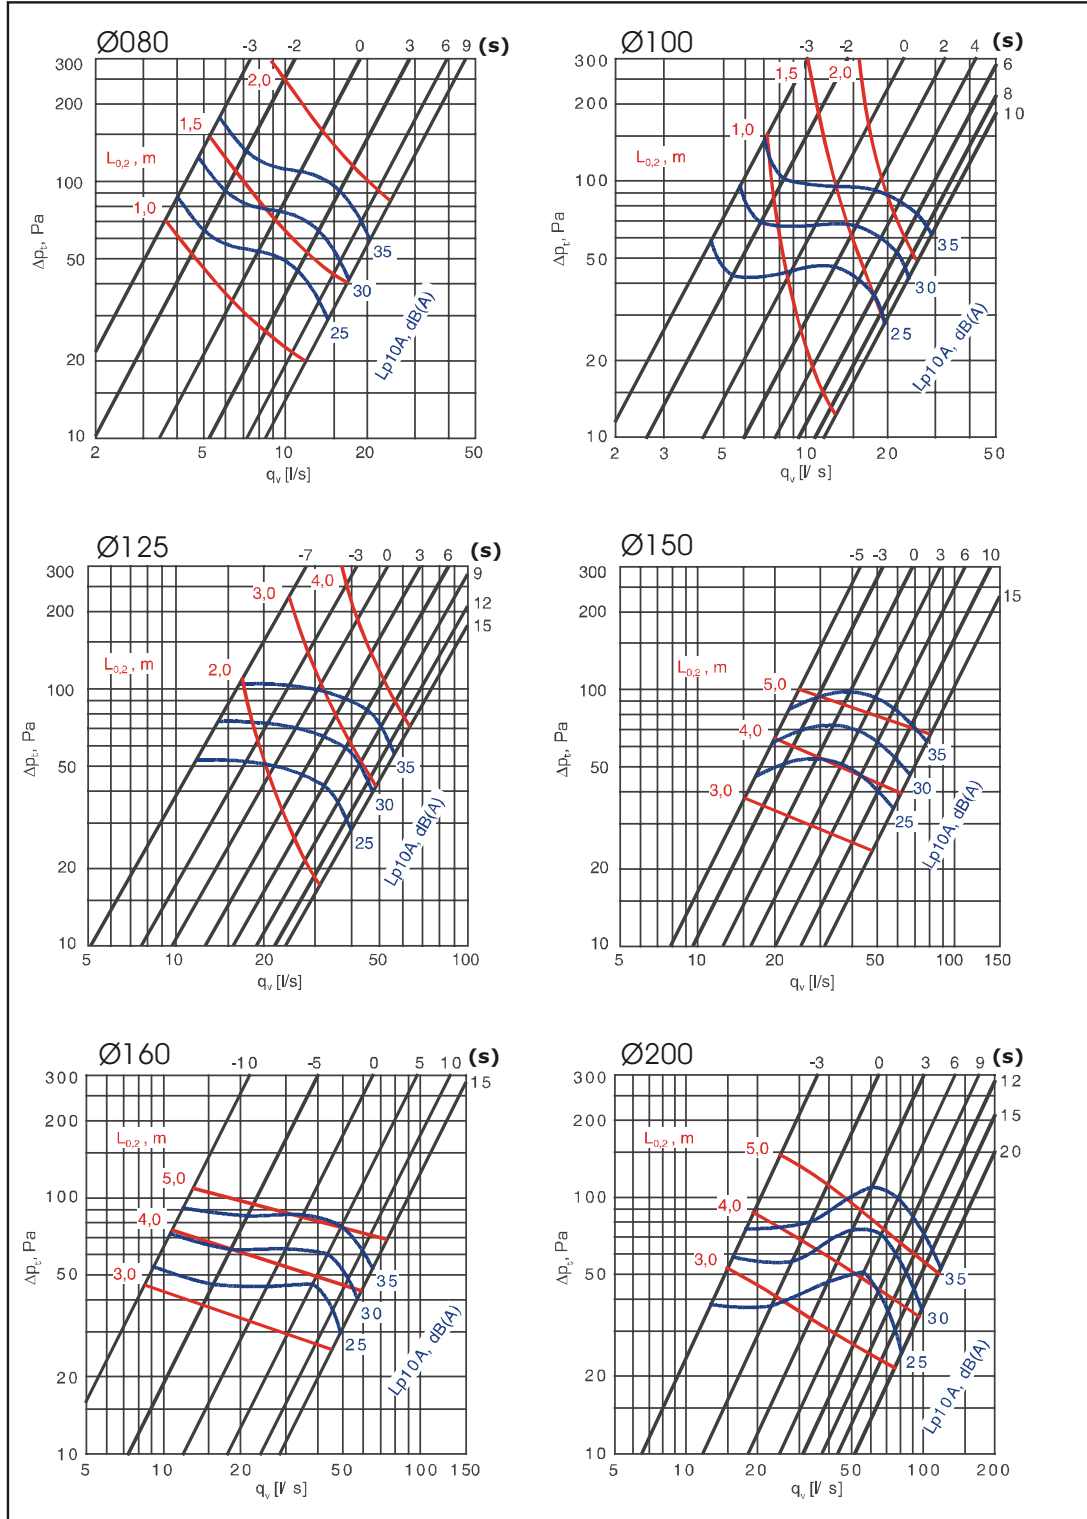 Ø080
-3 -2 0 3 6 9 (s)
300
2,0
200
1,5
L0,2 , m
100
1,0
Δpt, Pa
50
35
30
25
Lp10A, dB(A)
20
10
2 5 10 20 50
qv [l/s]
Ø100
-3 -2 0 2 4 (s)
6
8
10
300
1,5 2,0
200
1,0
L0,2 , m
100
Δpt, Pa
50
35
30
25
Lp10A, dB(A)
20
10
2 3 5 10 20 50
qv [l/ s]
Ø125
-7 -3 0 3 6 (s)
9
12
15
300
4,0
3,0
200
L0,2 , m
2,0
100
Δpt, Pa
50
35
30
25
Lp10A, dB(A)
20
10
5 10 20 50 100
qv [l/s]
Ø150
-5 -3 0 3 6 10
15
300
200
L0,2 , m
5,0
100
4,0
Δpt, Pa
50
3,0
35
30
25
Lp10A, dB(A)
20
10
5 10 20 50 100 150
qv [l/s]
Ø160
-10 -5 0 5 10 (s)
15
300
200
L0,2 , m
5,0
100
4,0
Δpt, Pa
50
3,0
35
30
25
Lp10A, dB(A)
20
10
5 10 20 50 100 150
qv [l/ s]
Ø200
-3 0 3 6 9 (s)
12
15
20
300
200
L0,2 , m
5,0
100
4,0
Δpt, Pa
50
3,0
35
30
25
Lp10A, dB(A)
20
10
5 10 20 50 100 200
qv [l/ s]